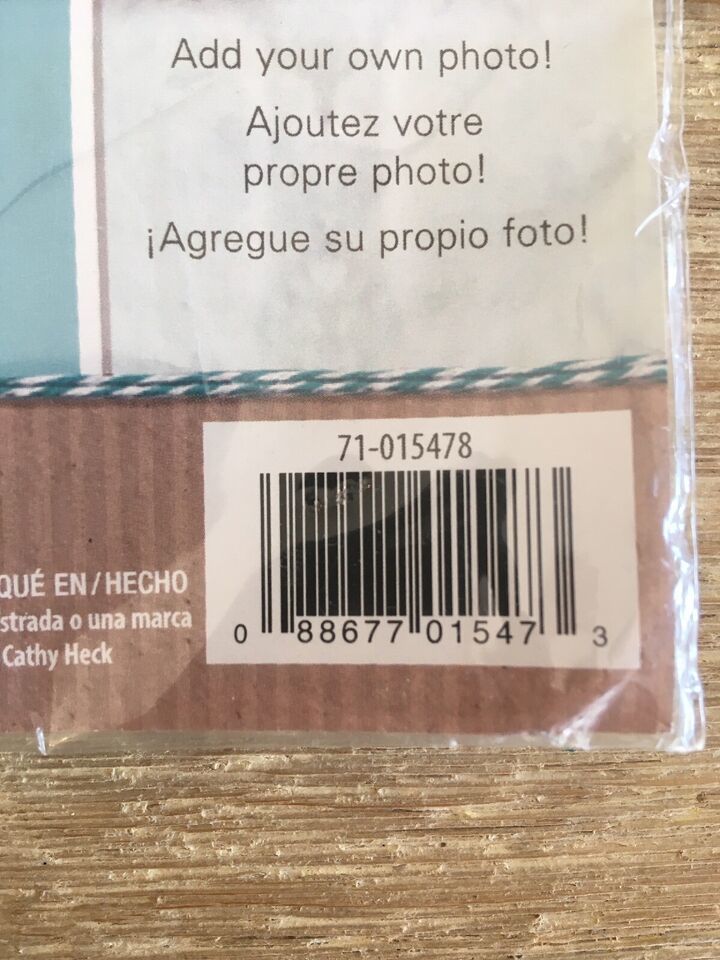 Add your own photo!
Ajoutez votre
propre photo!
¡Agregue su propio foto!
71-015478
0 88677 01547 3
QUÉ EN/HECHO
strada o una marca
Cathy Heck